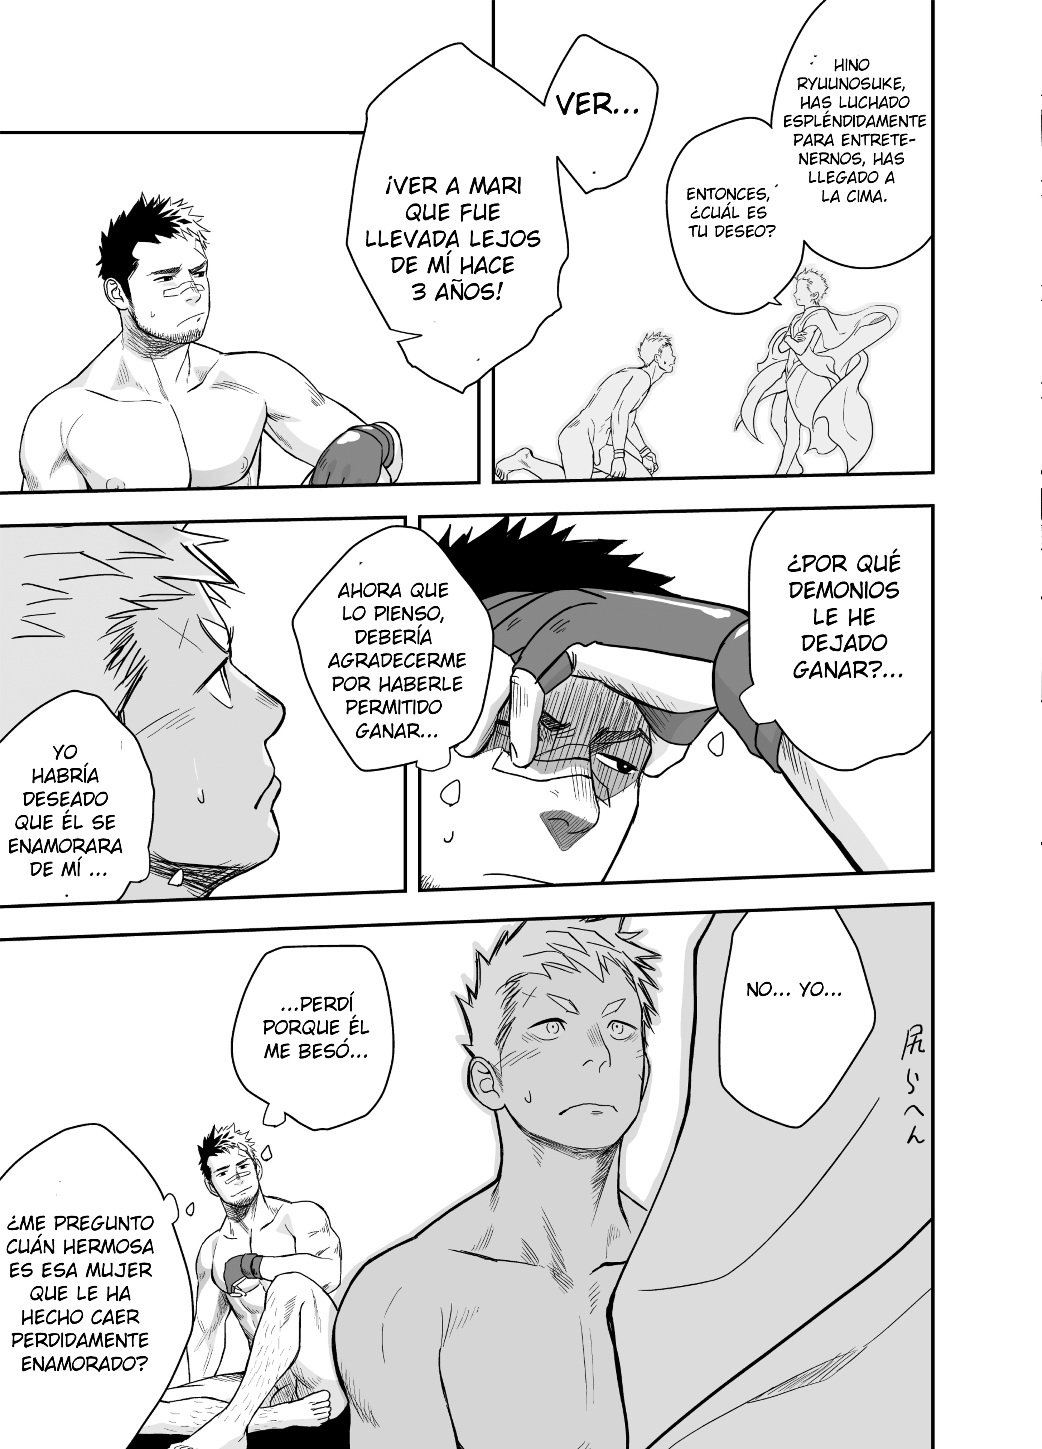 HINO
RYUUNOSUKE,
HAS LUCHADO
ESPLÉNDIDAMENTE
PARA ENTRETE-
NERNOS, HAS
LLEGADO A
LA CIMA.
ENTONCES,
¿CUÁL ES
TU DESEO?
VER...
¡VER A MARI
QUE FUE
LLEVADA LEJOS
DE MÍ HACE
3 AÑOS!
¿POR QUÉ
DEMONIOS
LE HE
DEJADO
GANAR?...
AHORA QUE
LO PIENSO,
DEBERÍA
AGRADECERME
POR HABERLE
PERMITIDO
GANAR...
YO
HABRÍA
DESEADO
QUE ÉL SE
ENAMORARA
DE MÍ ...
NO... YO...
尻らへん
...PERDÍ
PORQUE ÉL
ME BESÓ...
¿ME PREGUNTO
CUÁN HERMOSA
ES ESA MUJER
QUE LE HA
HECHO CAER
PERDIDAMENTE
ENAMORADO?